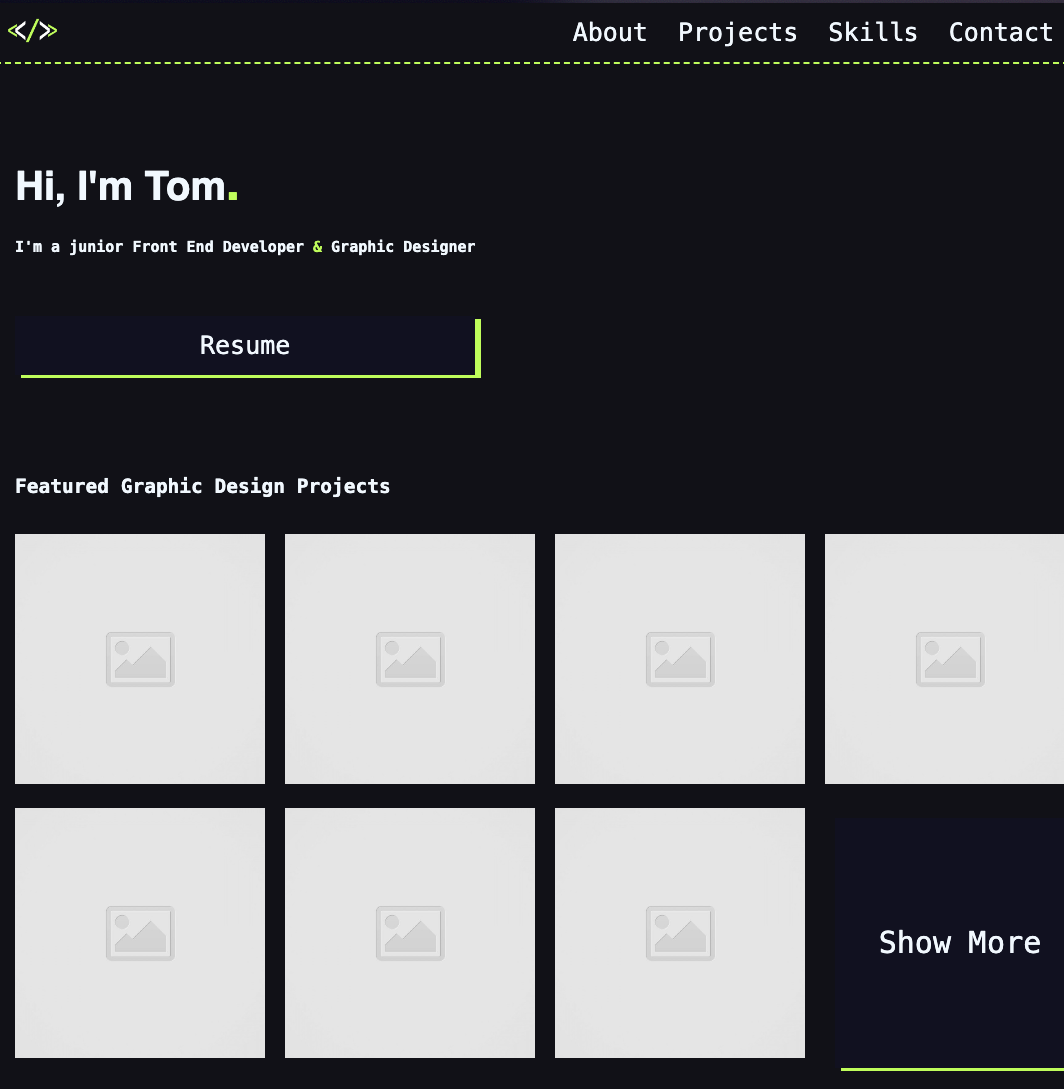 <</>>
About Projects Skills Contact
Hi, I'm Tom.
I'm a junior Front End Developer & Graphic Designer
Resume
Featured Graphic Design Projects
Show More